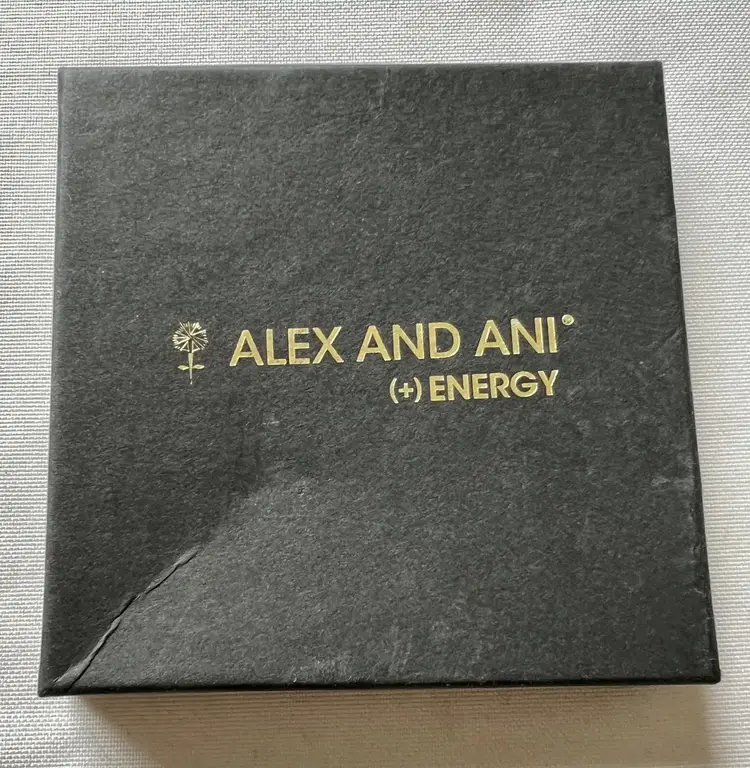 ALEX AND ANI®
(+) ENERGY